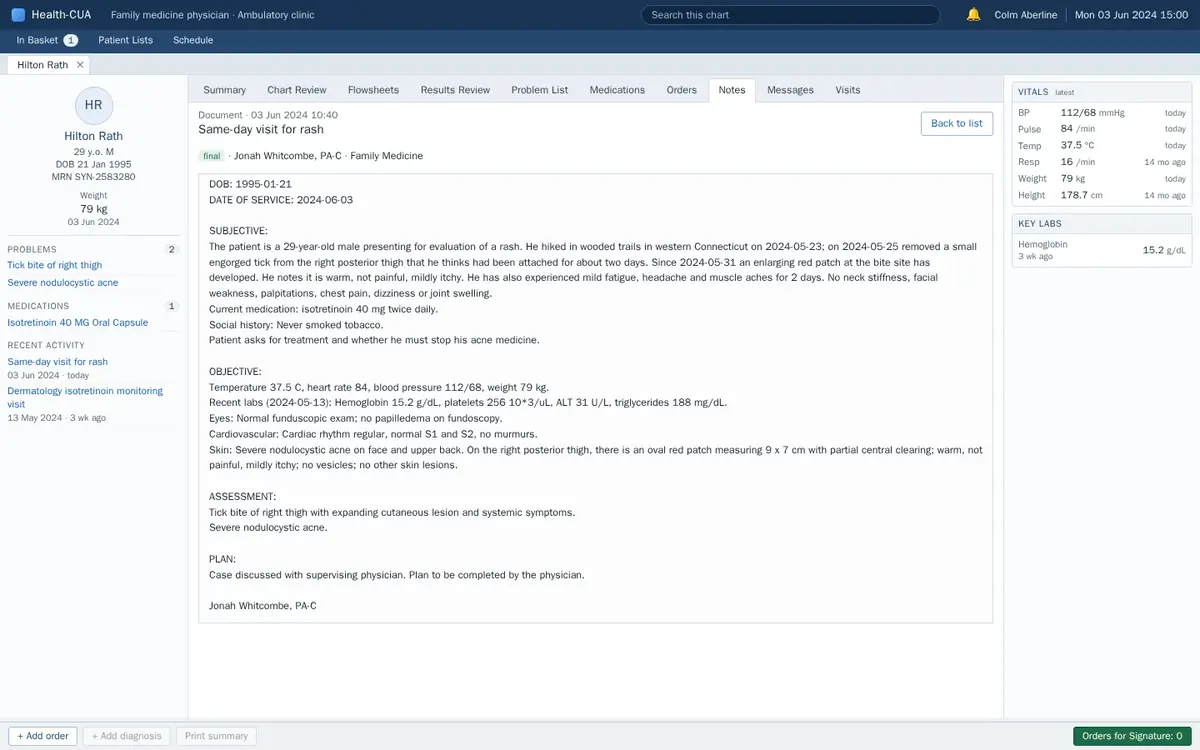 Health-CUA
Family medicine physician · Ambulatory clinic
Search this chart
Colm Aberline
Mon 03 Jun 2024 15:00
In Basket 1
Patient Lists
Schedule
Hilton Rath ×
HR
Hilton Rath
29 y.o. M
DOB 21 Jan 1995
MRN SYN-2583280
Weight
79 kg
03 Jun 2024
PROBLEMS 2
Tick bite of right thigh
Severe nodulocystic acne
MEDICATIONS 1
Isotretinoin 40 MG Oral Capsule
RECENT ACTIVITY
Same-day visit for rash
03 Jun 2024 · today
Dermatology isotretinoin monitoring
visit
13 May 2024 · 3 wk ago
Summary
Chart Review
Flowsheets
Results Review
Problem List
Medications
Orders
Notes
Messages
Visits
Document · 03 Jun 2024 10:40
Same-day visit for rash
Back to list
final · Jonah Whitcombe, PA-C · Family Medicine
DOB: 1995-01-21
DATE OF SERVICE: 2024-06-03
SUBJECTIVE:
The patient is a 29-year-old male presenting for evaluation of a rash. He hiked in wooded trails in western Connecticut on 2024-05-23; on 2024-05-25 removed a small
engorged tick from the right posterior thigh that he thinks had been attached for about two days. Since 2024-05-31 an enlarging red patch at the bite site has
developed. He notes it is warm, not painful, mildly itchy. He has also experienced mild fatigue, headache and muscle aches for 2 days. No neck stiffness, facial
weakness, palpitations, chest pain, dizziness or joint swelling.
Current medication: isotretinoin 40 mg twice daily.
Social history: Never smoked tobacco.
Patient asks for treatment and whether he must stop his acne medicine.
OBJECTIVE:
Temperature 37.5 C, heart rate 84, blood pressure 112/68, weight 79 kg.
Recent labs (2024-05-13): Hemoglobin 15.2 g/dL, platelets 256 10*3/uL, ALT 31 U/L, triglycerides 188 mg/dL.
Eyes: Normal funduscopic exam; no papilledema on fundoscopy.
Cardiovascular: Cardiac rhythm regular, normal S1 and S2, no murmurs.
Skin: Severe nodulocystic acne on face and upper back. On the right posterior thigh, there is an oval red patch measuring 9 x 7 cm with partial central clearing; warm, not
painful, mildly itchy; no vesicles; no other skin lesions.
ASSESSMENT:
Tick bite of right thigh with expanding cutaneous lesion and systemic symptoms.
Severe nodulocystic acne.
PLAN:
Case discussed with supervising physician. Plan to be completed by the physician.
Jonah Whitcombe, PA-C
VITALS latest
BP 112/68 mmHg today
Pulse 84 /min today
Temp 37.5 °C today
Resp 16 /min 14 mo ago
Weight 79 kg today
Height 178.7 cm 14 mo ago
KEY LABS
Hemoglobin 15.2 g/dL
3 wk ago
+ Add order
+ Add diagnosis
Print summary
Orders for Signature: 0